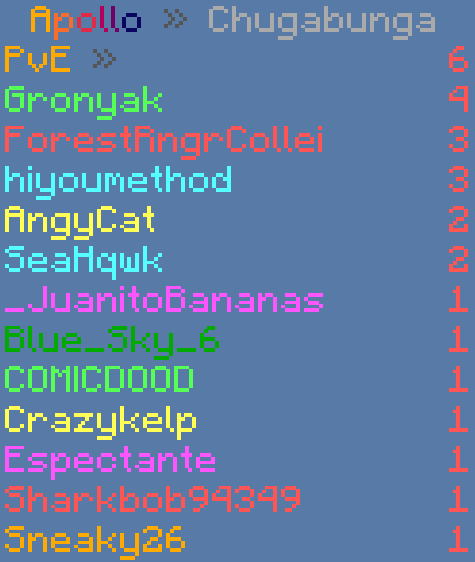 Apollo » Chugabunga
PvE » 6
Gronyak 4
ForestRngrCollei 3
hiyoumethod 3
AngyCat 2
SeaHqwk 2
_JuanitoBananas 1
Blue_Sky_6 1
COMICDOOD 1
Crazykelp 1
Espectante 1
Sharkbob94349 1
Sneaky26 1